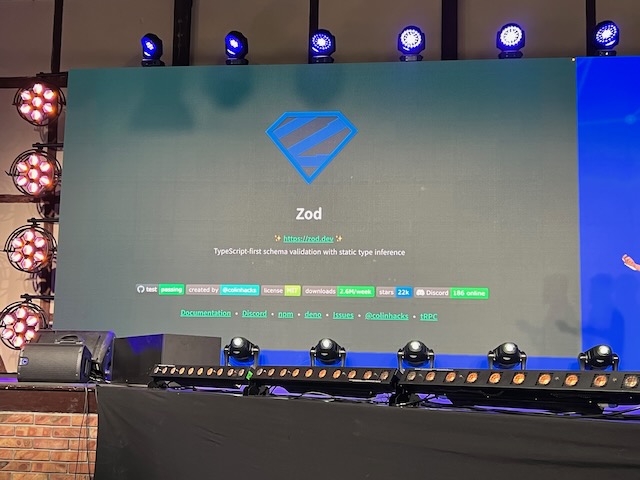 Zod
✨ https://zod.dev ✨
TypeScript-first schema validation with static type inference
test passing created by @colinhacks license MIT downloads 2.6M/week stars 22k Discord 186 online
Documentation • Discord • npm • deno • Issues • @colinhacks • tRPC